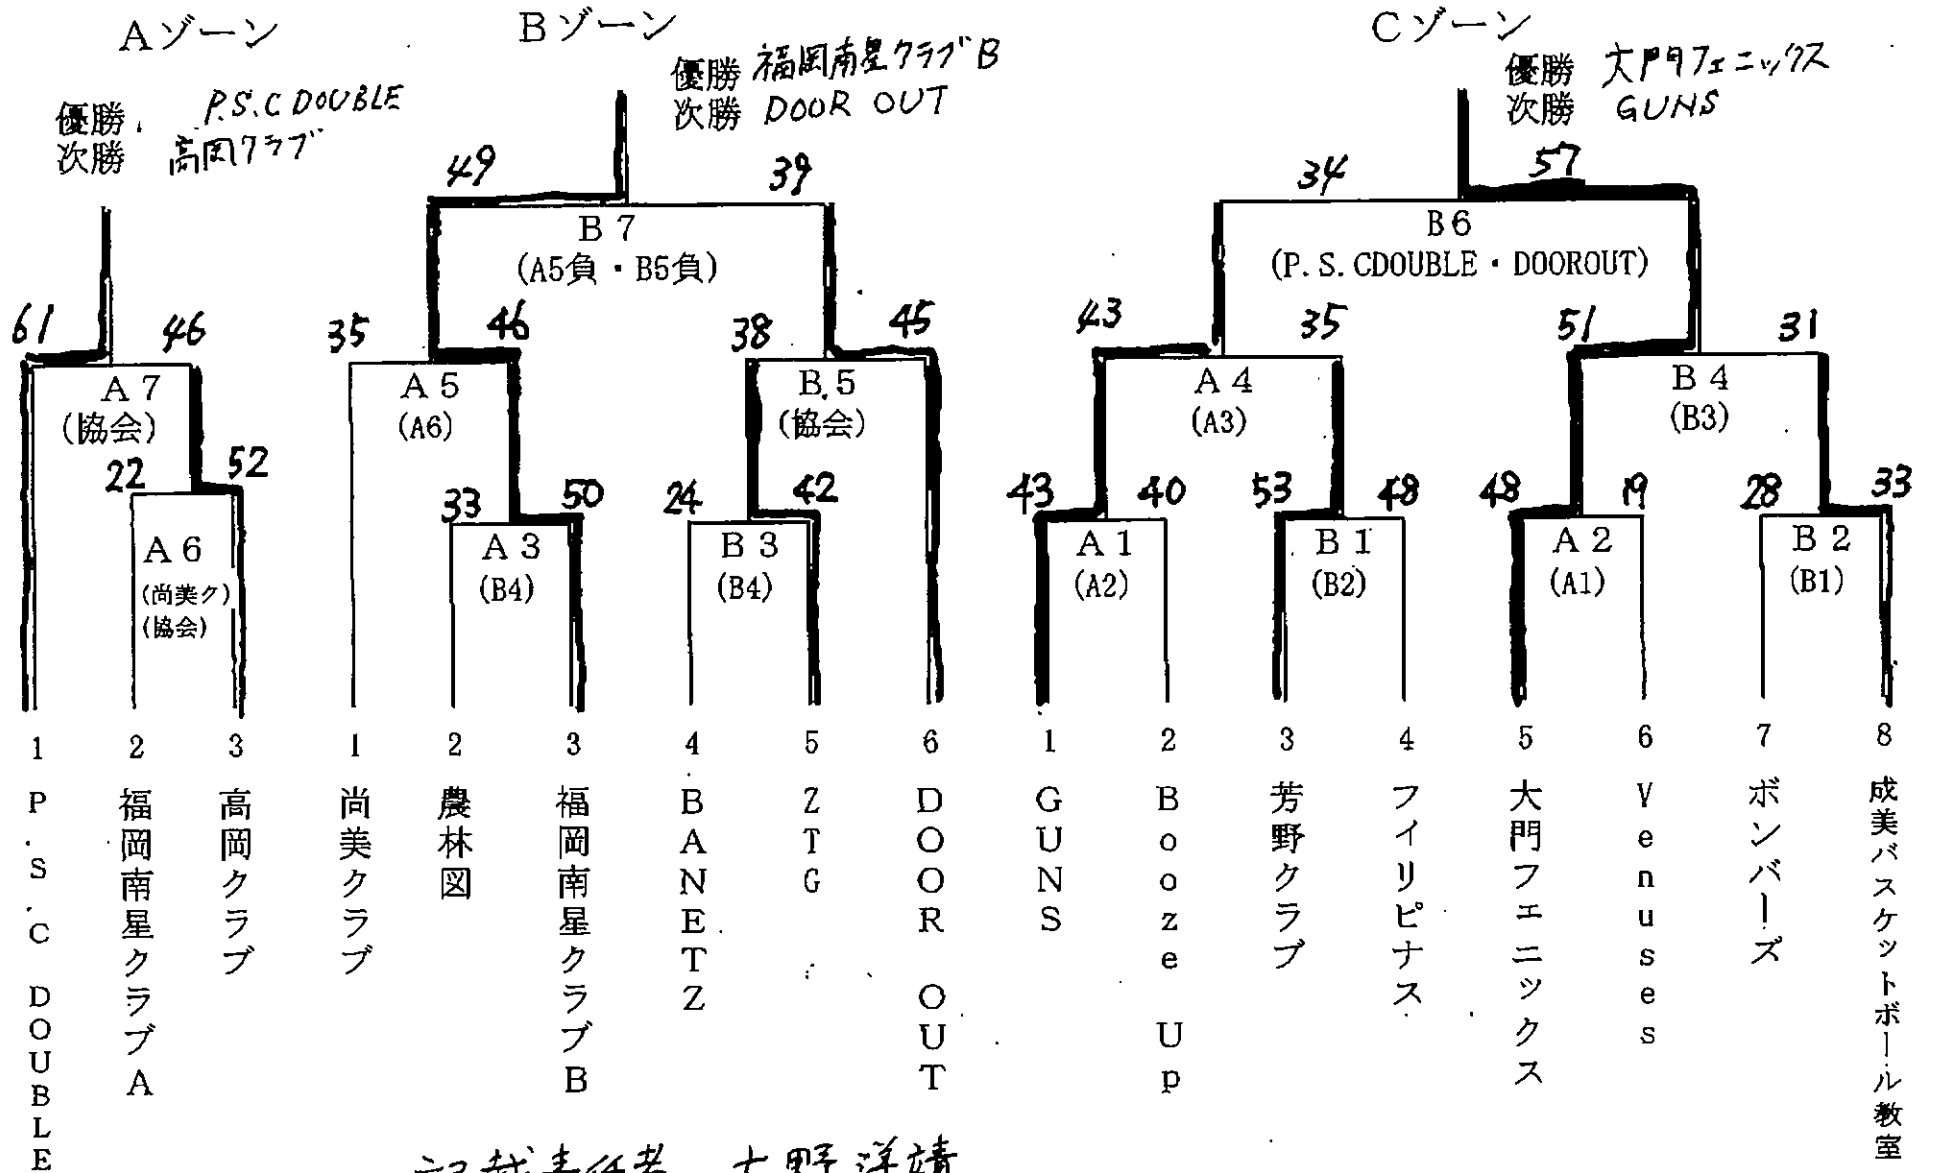 Aゾーン
優勝 P.S.C DOUBLE
次勝 高岡クラブ
61 46
A7
(協会)
22 52
A6
(尚美ク)
(協会)
1 P.S.C DOUBLE
2 福岡南星クラブA
3 高岡クラブ
Bゾーン
優勝 福岡南星クラブB
次勝 DOOR OUT
49 39
B7
(A5負・B5負)
35 46
A5
(A6)
38 45
B.5
(協会)
33 50
A3
(B4)
24 42
B3
(B4)
1 尚美クラブ
2 農林図
3 福岡南星クラブB
4 BANETZ
5 ZTG
6 DOOR OUT
Cゾーン
優勝 大門フェニックス
次勝 GUNS
34 57
B6
(P.S.CDOUBLE・DOOROUT)
43 35
A4
(A3)
51 31
B4
(B3)
43 40
A1
(A2)
53 48
B1
(B2)
48 19
A2
(A1)
28 33
B2
(B1)
1 GUNS
2 Booze Up
3 芳野クラブ
4 フィリピナス
5 大門フェニックス
6 Venuses
7 ボンバーズ
8 成美バスケットボール教室